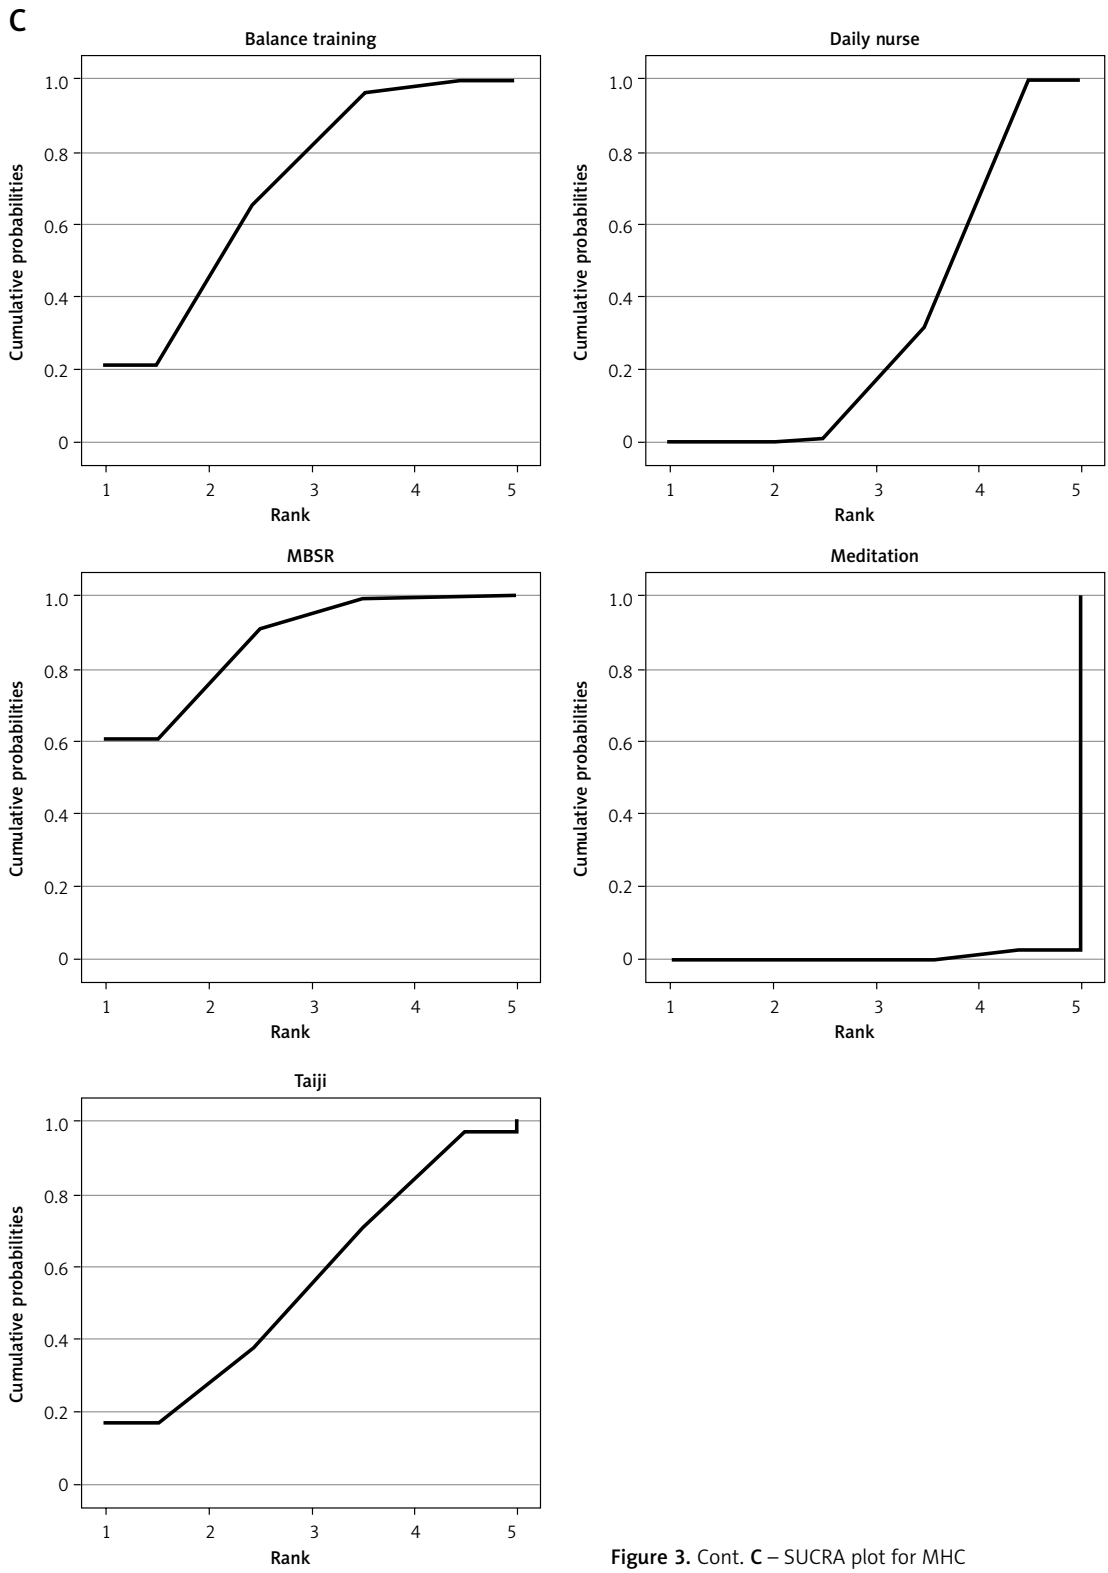 C
Balance training
Cumulative probabilities
1.0
0.8
0.6
0.4
0.2
0
1 2 3 4 5
Rank
Daily nurse
Cumulative probabilities
1.0
0.8
0.6
0.4
0.2
0
1 2 3 4 5
Rank
MBSR
Cumulative probabilities
1.0
0.8
0.6
0.4
0.2
0
1 2 3 4 5
Rank
Meditation
Cumulative probabilities
1.0
0.8
0.6
0.4
0.2
0
1 2 3 4 5
Rank
Taiji
Cumulative probabilities
1.0
0.8
0.6
0.4
0.2
0
1 2 3 4 5
Rank
Figure 3. Cont. C – SUCRA plot for MHC